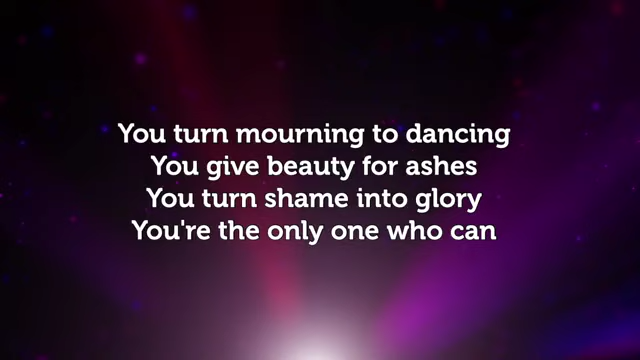 You turn mourning to dancing
You give beauty for ashes
You turn shame into glory
You're the only one who can